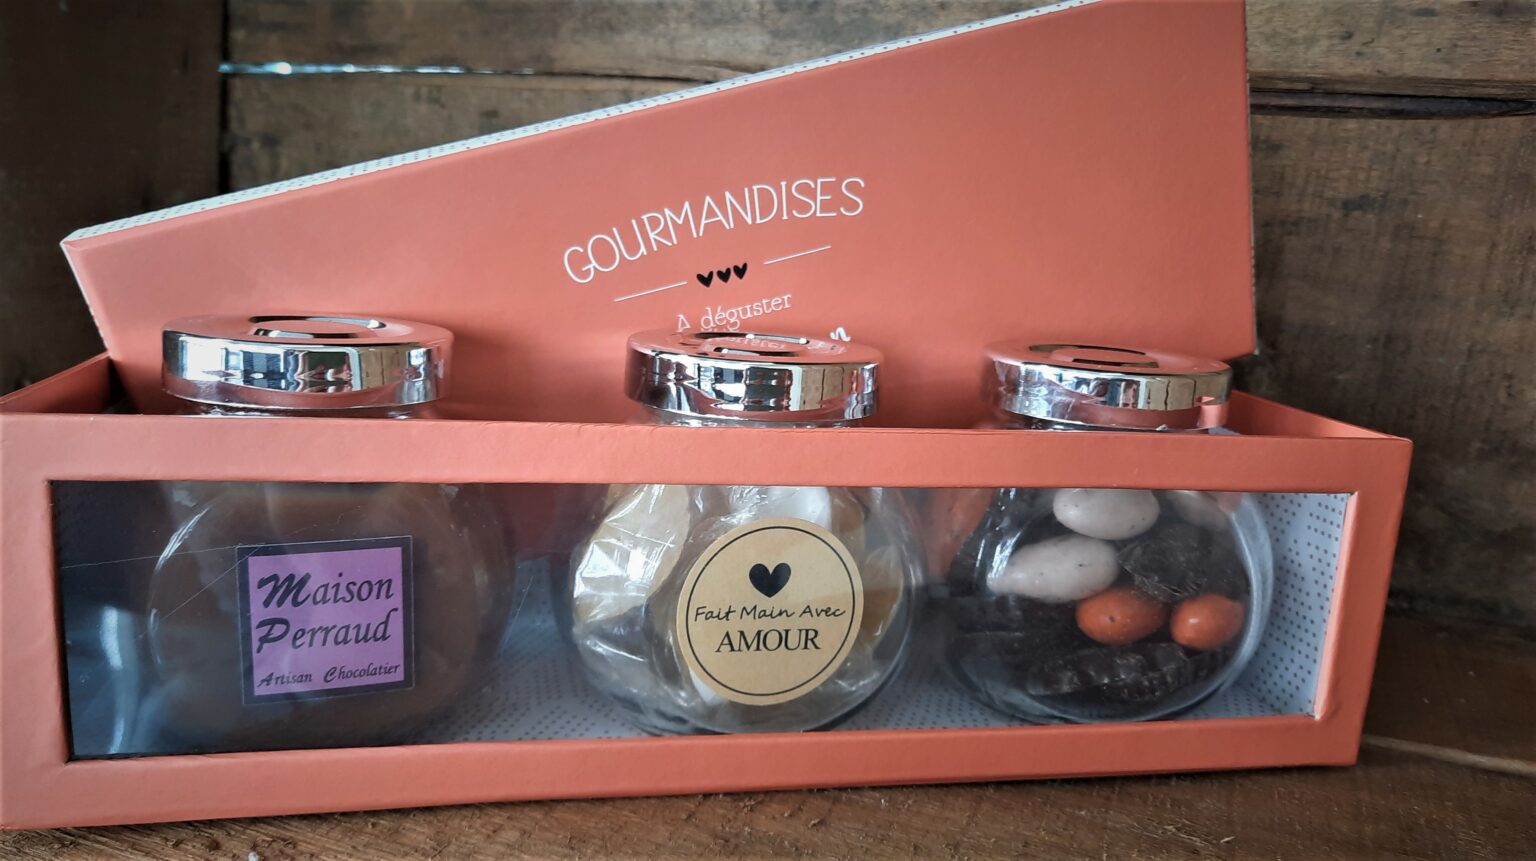 GOURMANDISES
A déguster
Maison
Perraud
Artisan Chocolatier
Fait Main Avec
AMOUR